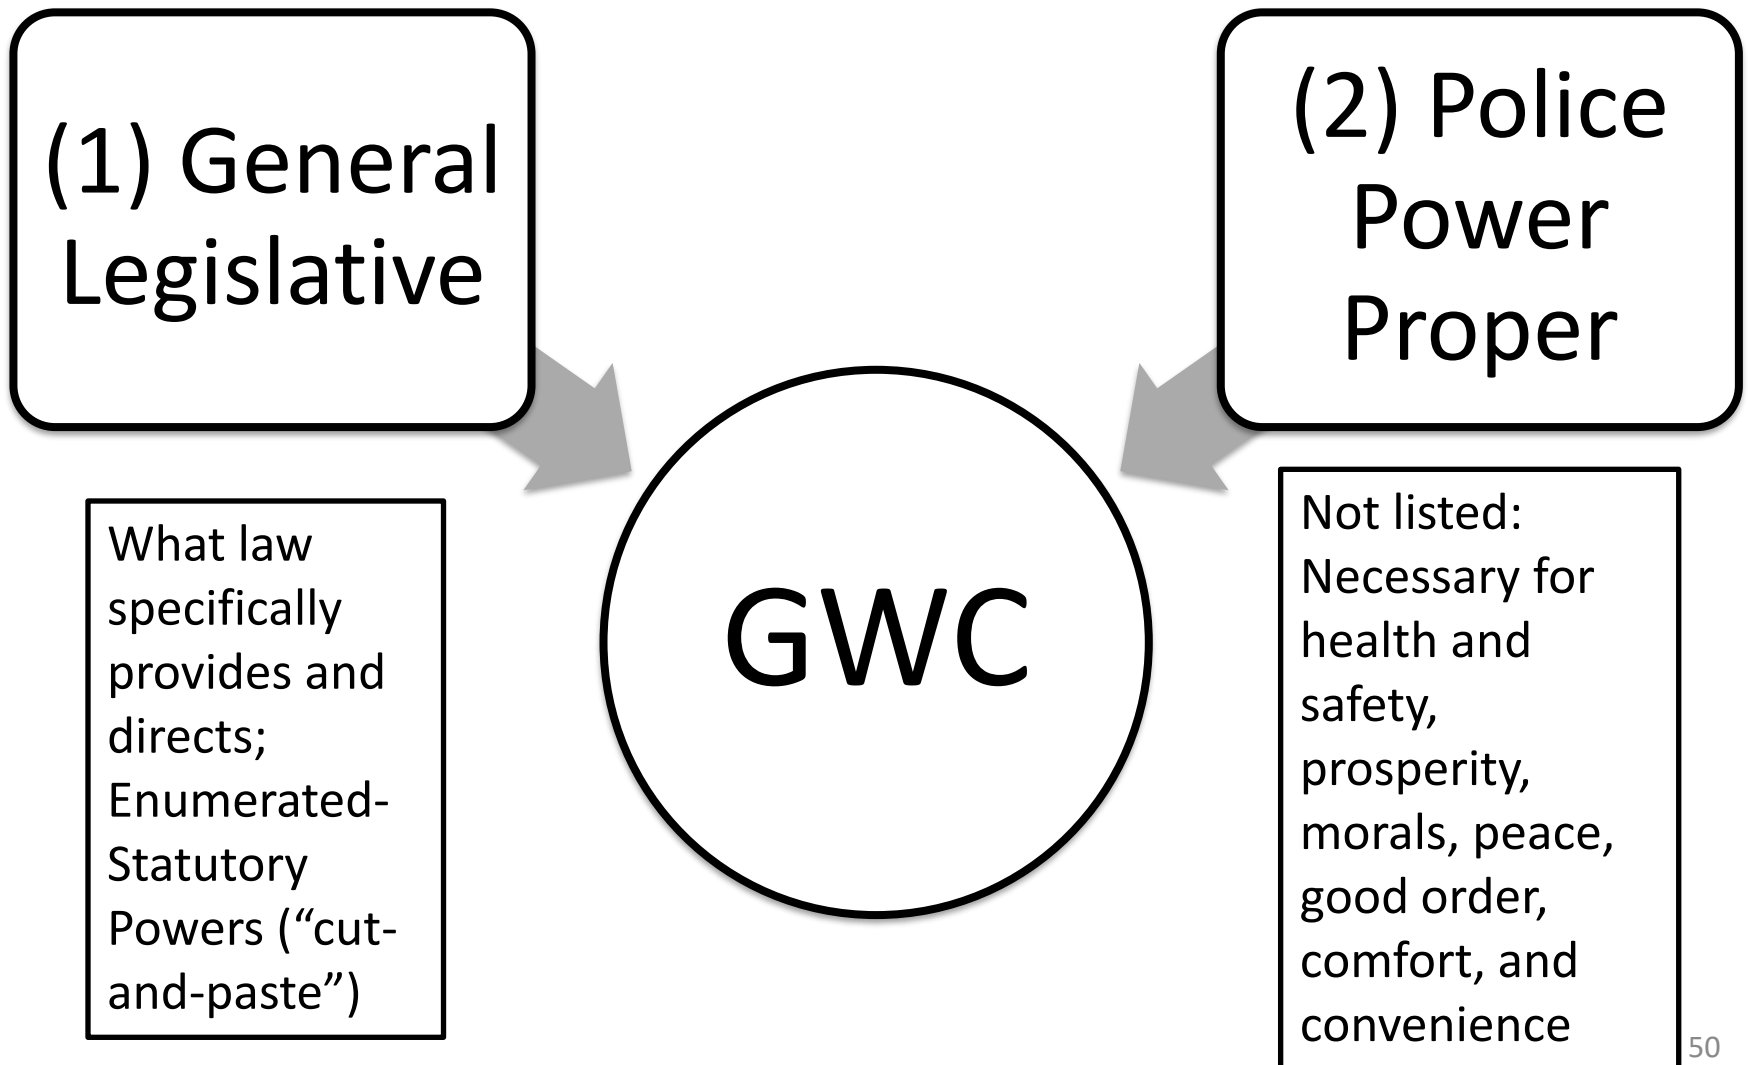 (1) General
Legislative
(2) Police
Power
Proper
GWC
What law
specifically
provides and
directs;
Enumerated-
Statutory
Powers (“cut-
and-paste”)
Not listed:
Necessary for
health and
safety,
prosperity,
morals, peace,
good order,
comfort, and
convenience
50